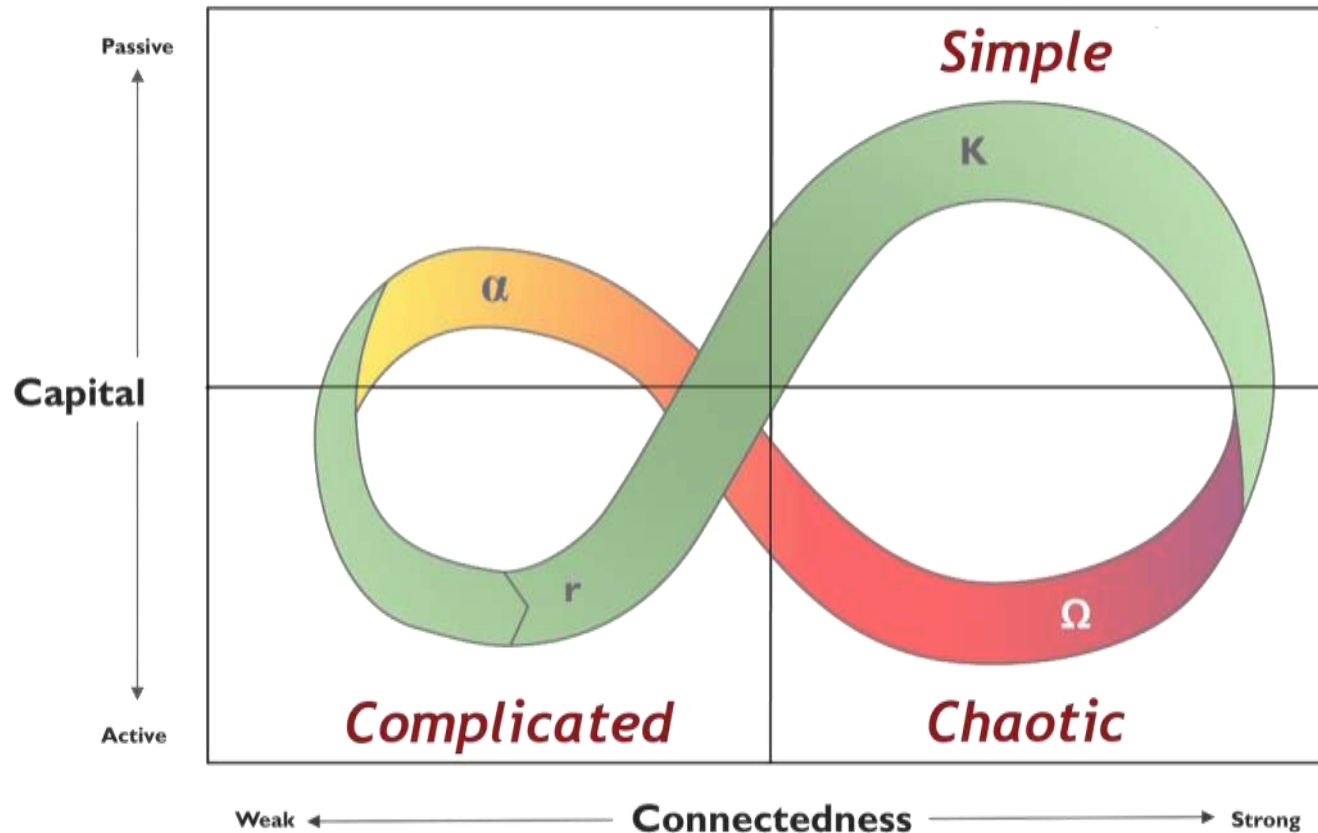 Passive
Simple
K
α
Capital
r
Ω
Complicated
Chaotic
Active
Weak
Connectedness
Strong